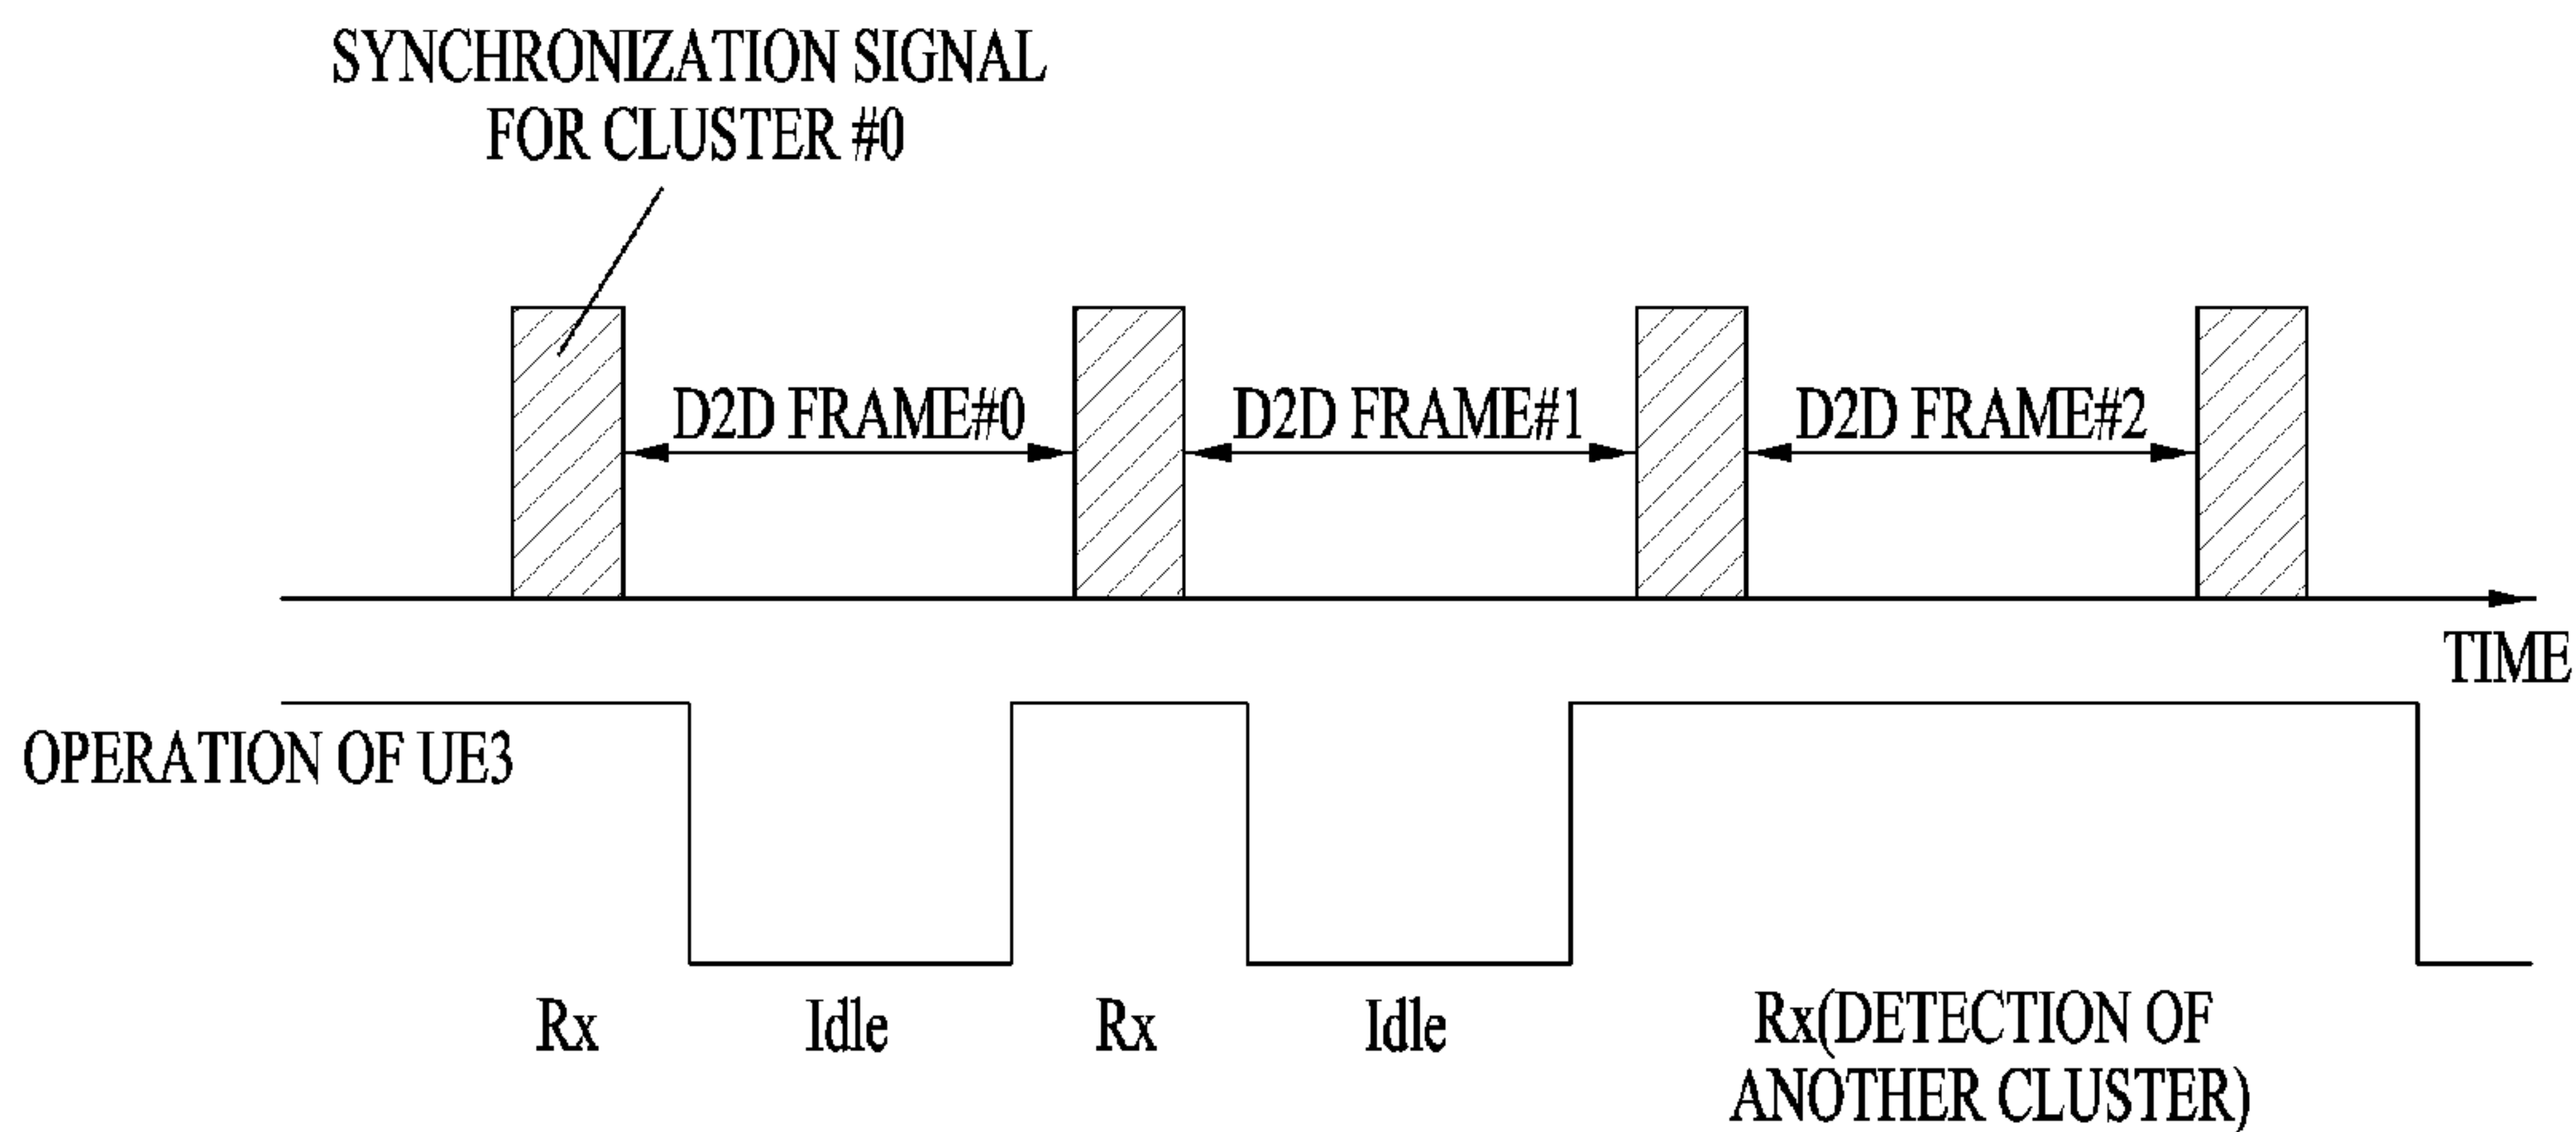 SYNCHRONIZATION SIGNAL
FOR CLUSTER #0
D2D FRAME#0
D2D FRAME#1
D2D FRAME#2
TIME
OPERATION OF UE3
Rx
Idle
Rx
Idle
Rx(DETECTION OF
ANOTHER CLUSTER)